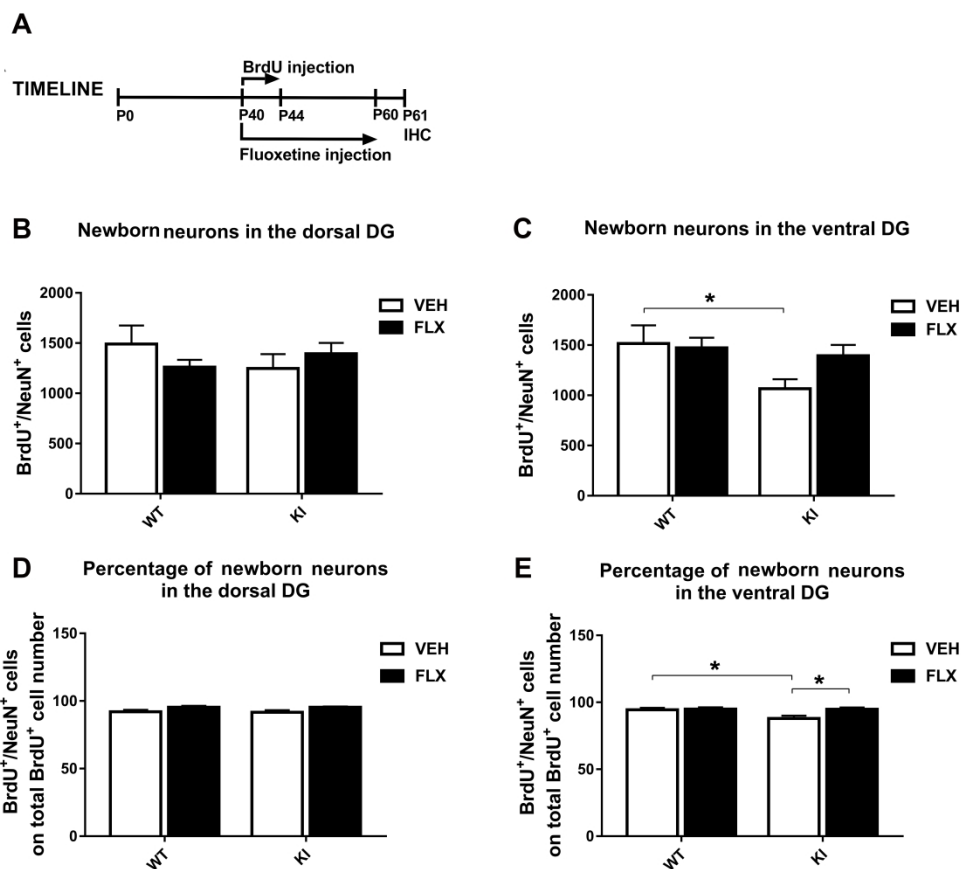 A
TIMELINE
BrdU injection
P0
P40
P44
P60
P61
IHC
Fluoxetine injection
B
Newborn neurons in the dorsal DG
BrdU⁺/NeuN⁺ cells
2000
1500
1000
500
0
WT
KI
VEH
FLX
C
Newborn neurons in the ventral DG
BrdU⁺/NeuN⁺ cells
2000
1500
1000
500
0
*
WT
KI
VEH
FLX
D
Percentage of newborn neurons
in the dorsal DG
BrdU⁺/NeuN⁺ cells
on total BrdU⁺ cell number
150
100
50
0
WT
KI
VEH
FLX
E
Percentage of newborn neurons
in the ventral DG
BrdU⁺/NeuN⁺ cells
on total BrdU⁺ cell number
150
100
50
0
*
*
WT
KI
VEH
FLX